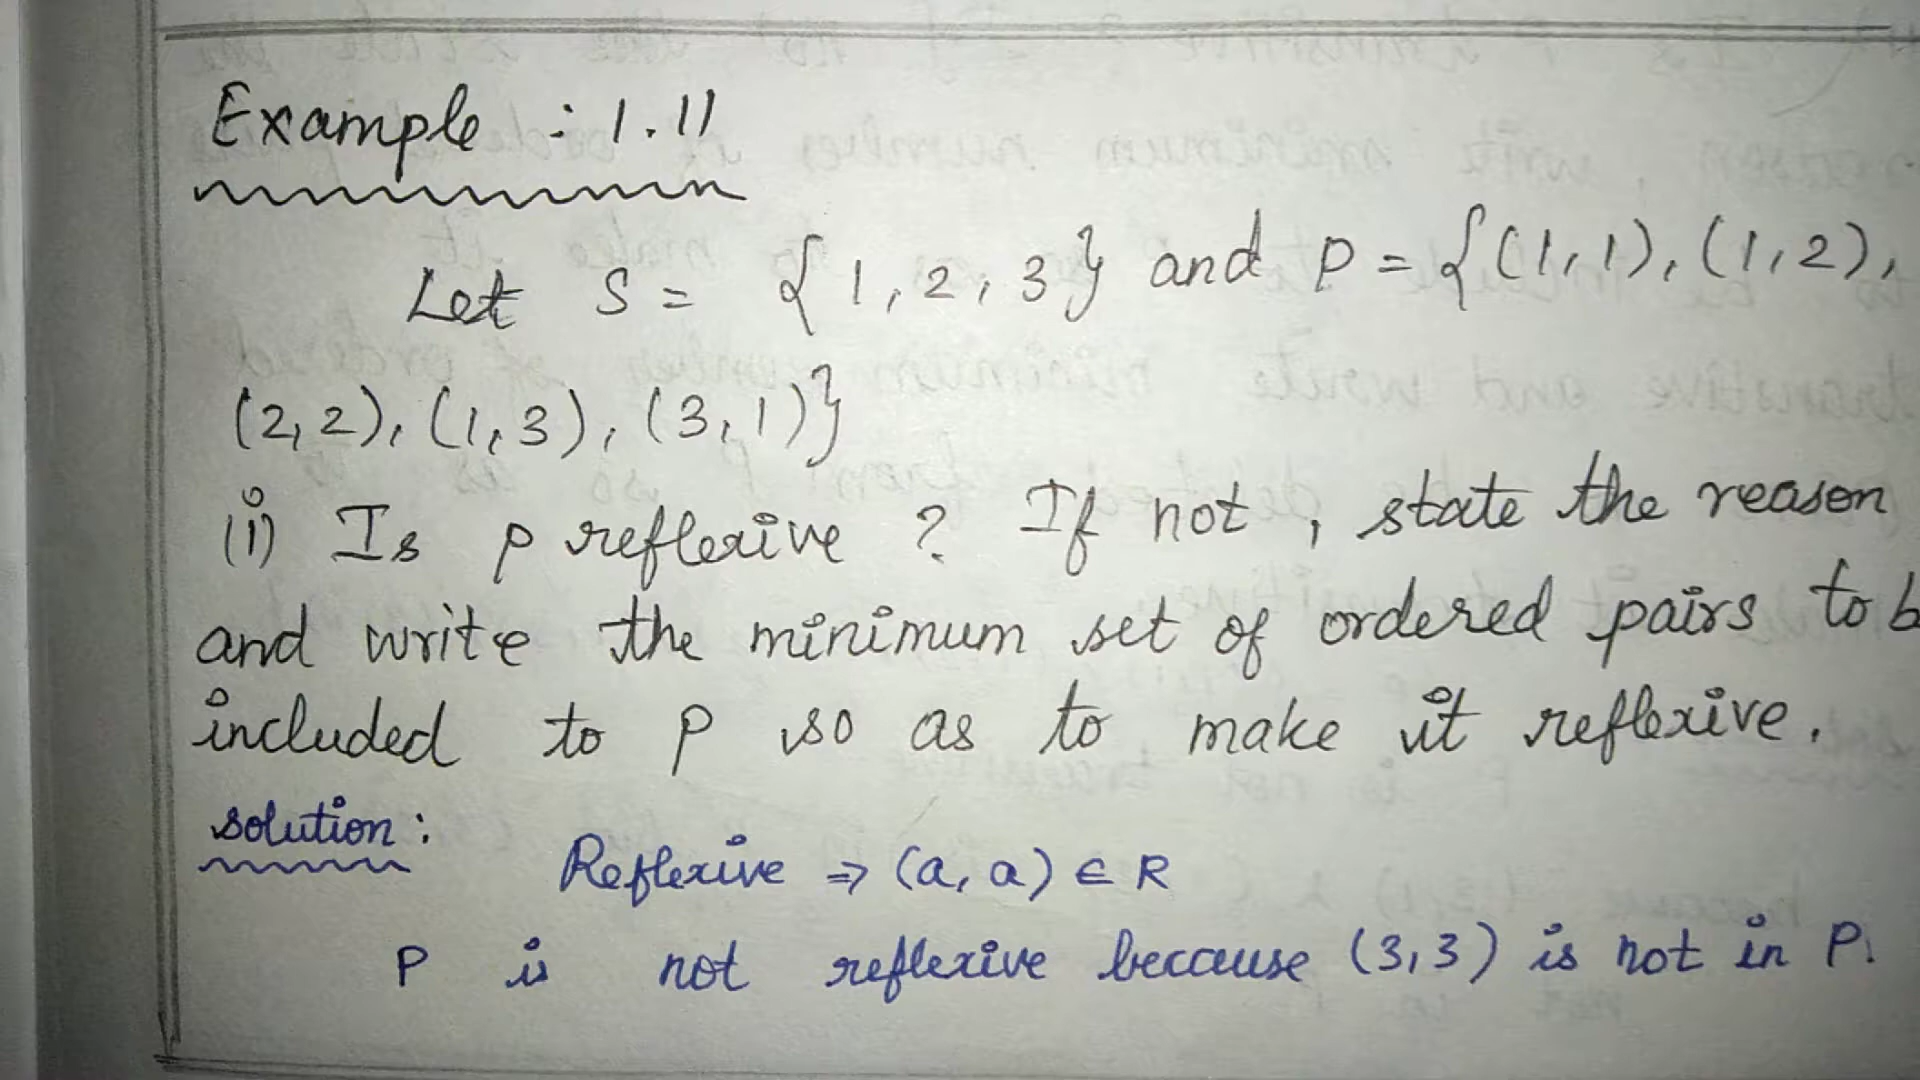 Example : 1.11
Let S = {1, 2, 3} and ρ = {(1,1), (1,2),
(2,2), (1,3), (3,1)}
(i) Is ρ reflexive ? If not, state the reason
and write the minimum set of ordered pairs to b
included to ρ so as to make it reflexive.
solution :
Reflexive ⇒ (a, a) ∈ R
P is not reflexive because (3,3) is not in P.